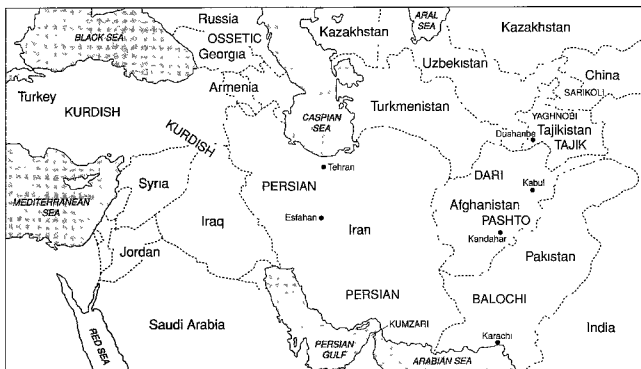 Russia
OSSETIC
Georgia
BLACK SEA
Kazakhstan
ARAL
SEA
Kazakhstan
Uzbekistan
China
SARIKOLI
Turkey
KURDISH
Armenia
KURDISH
CASPIAN
SEA
Turkmenistan
YAGHNOBI
Dushanbe
Tajikistan
TAJIK
MEDITERRANEAN
SEA
Syria
PERSIAN
Tehran
DARI
Kabul
Afghanistan
PASHTO
Kandahar
Iraq
Esfahan
Iran
Jordan
Pakistan
PERSIAN
BALOCHI
RED SEA
Saudi Arabia
PERSIAN
GULF
KUMZARI
Karachi
ARABIAN SEA
India